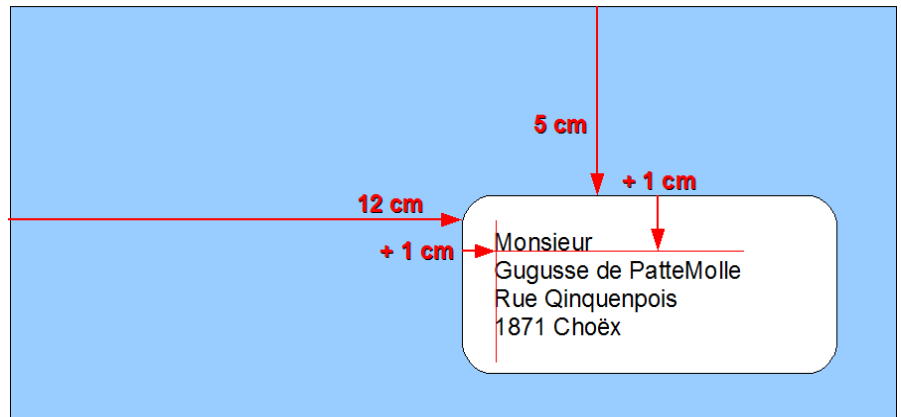 5 cm
+ 1 cm
12 cm
+ 1 cm
Monsieur
Gugusse de PatteMolle
Rue Qinquenpois
1871 Choëx